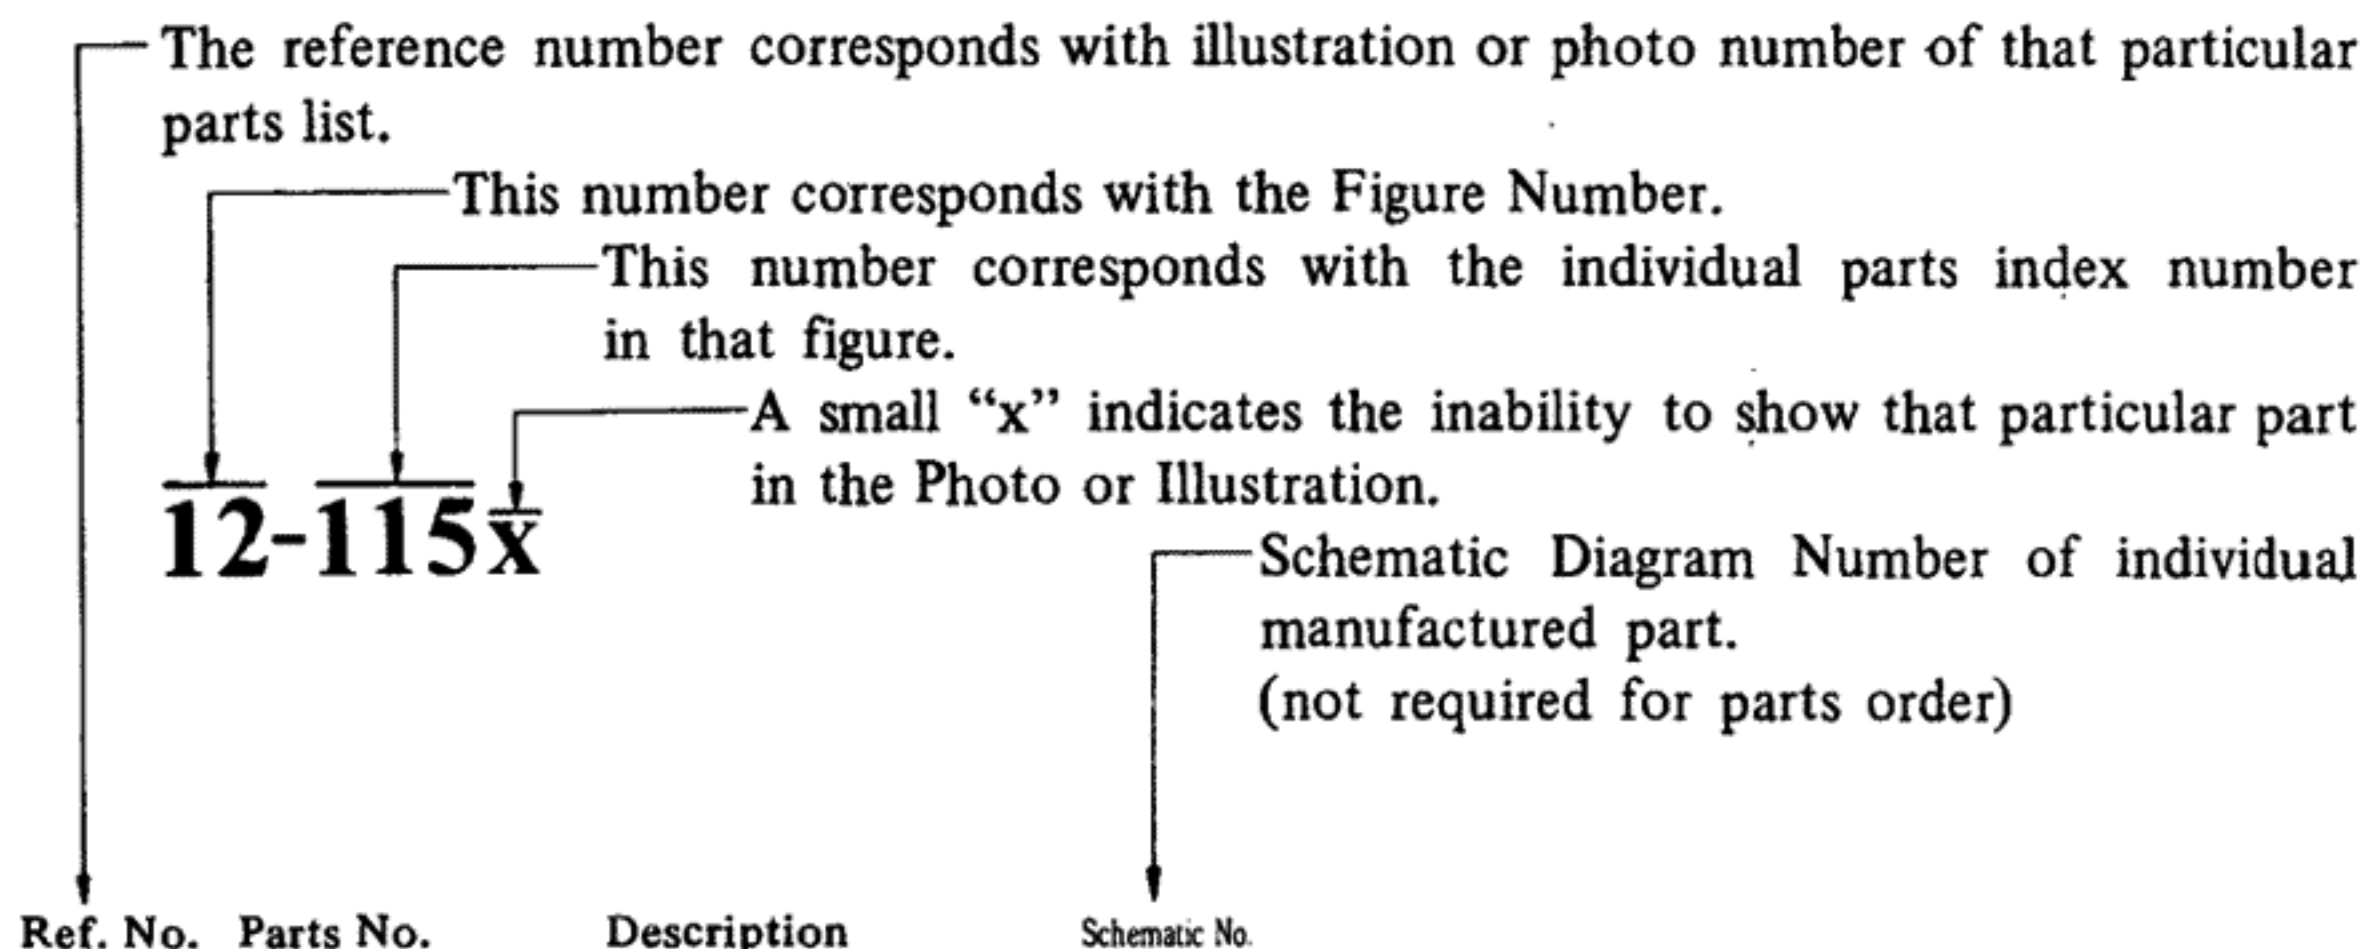 The reference number corresponds with illustration or photo number of that particular
parts list.
This number corresponds with the Figure Number.
This number corresponds with the individual parts index number
in that figure.
A small “x” indicates the inability to show that particular part
in the Photo or Illustration.
12-115x
Schematic Diagram Number of individual
manufactured part.
(not required for parts order)
Ref. No. Parts No. Description Schematic No.